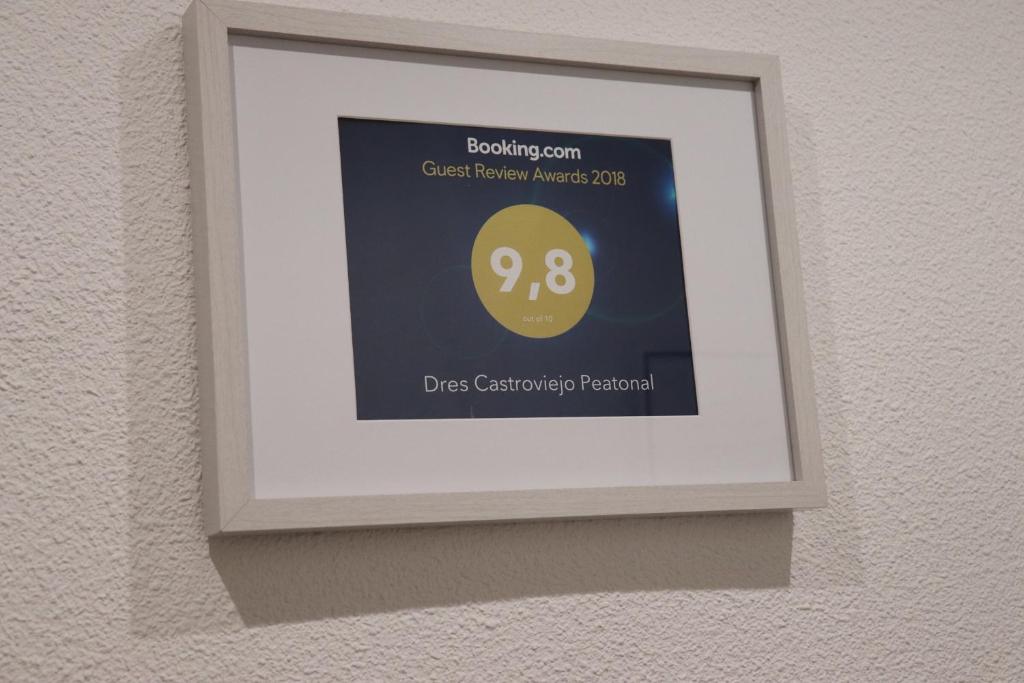 Booking.com
Guest Review Awards 2018
9,8
out of 10
Dres Castroviejo Peatonal